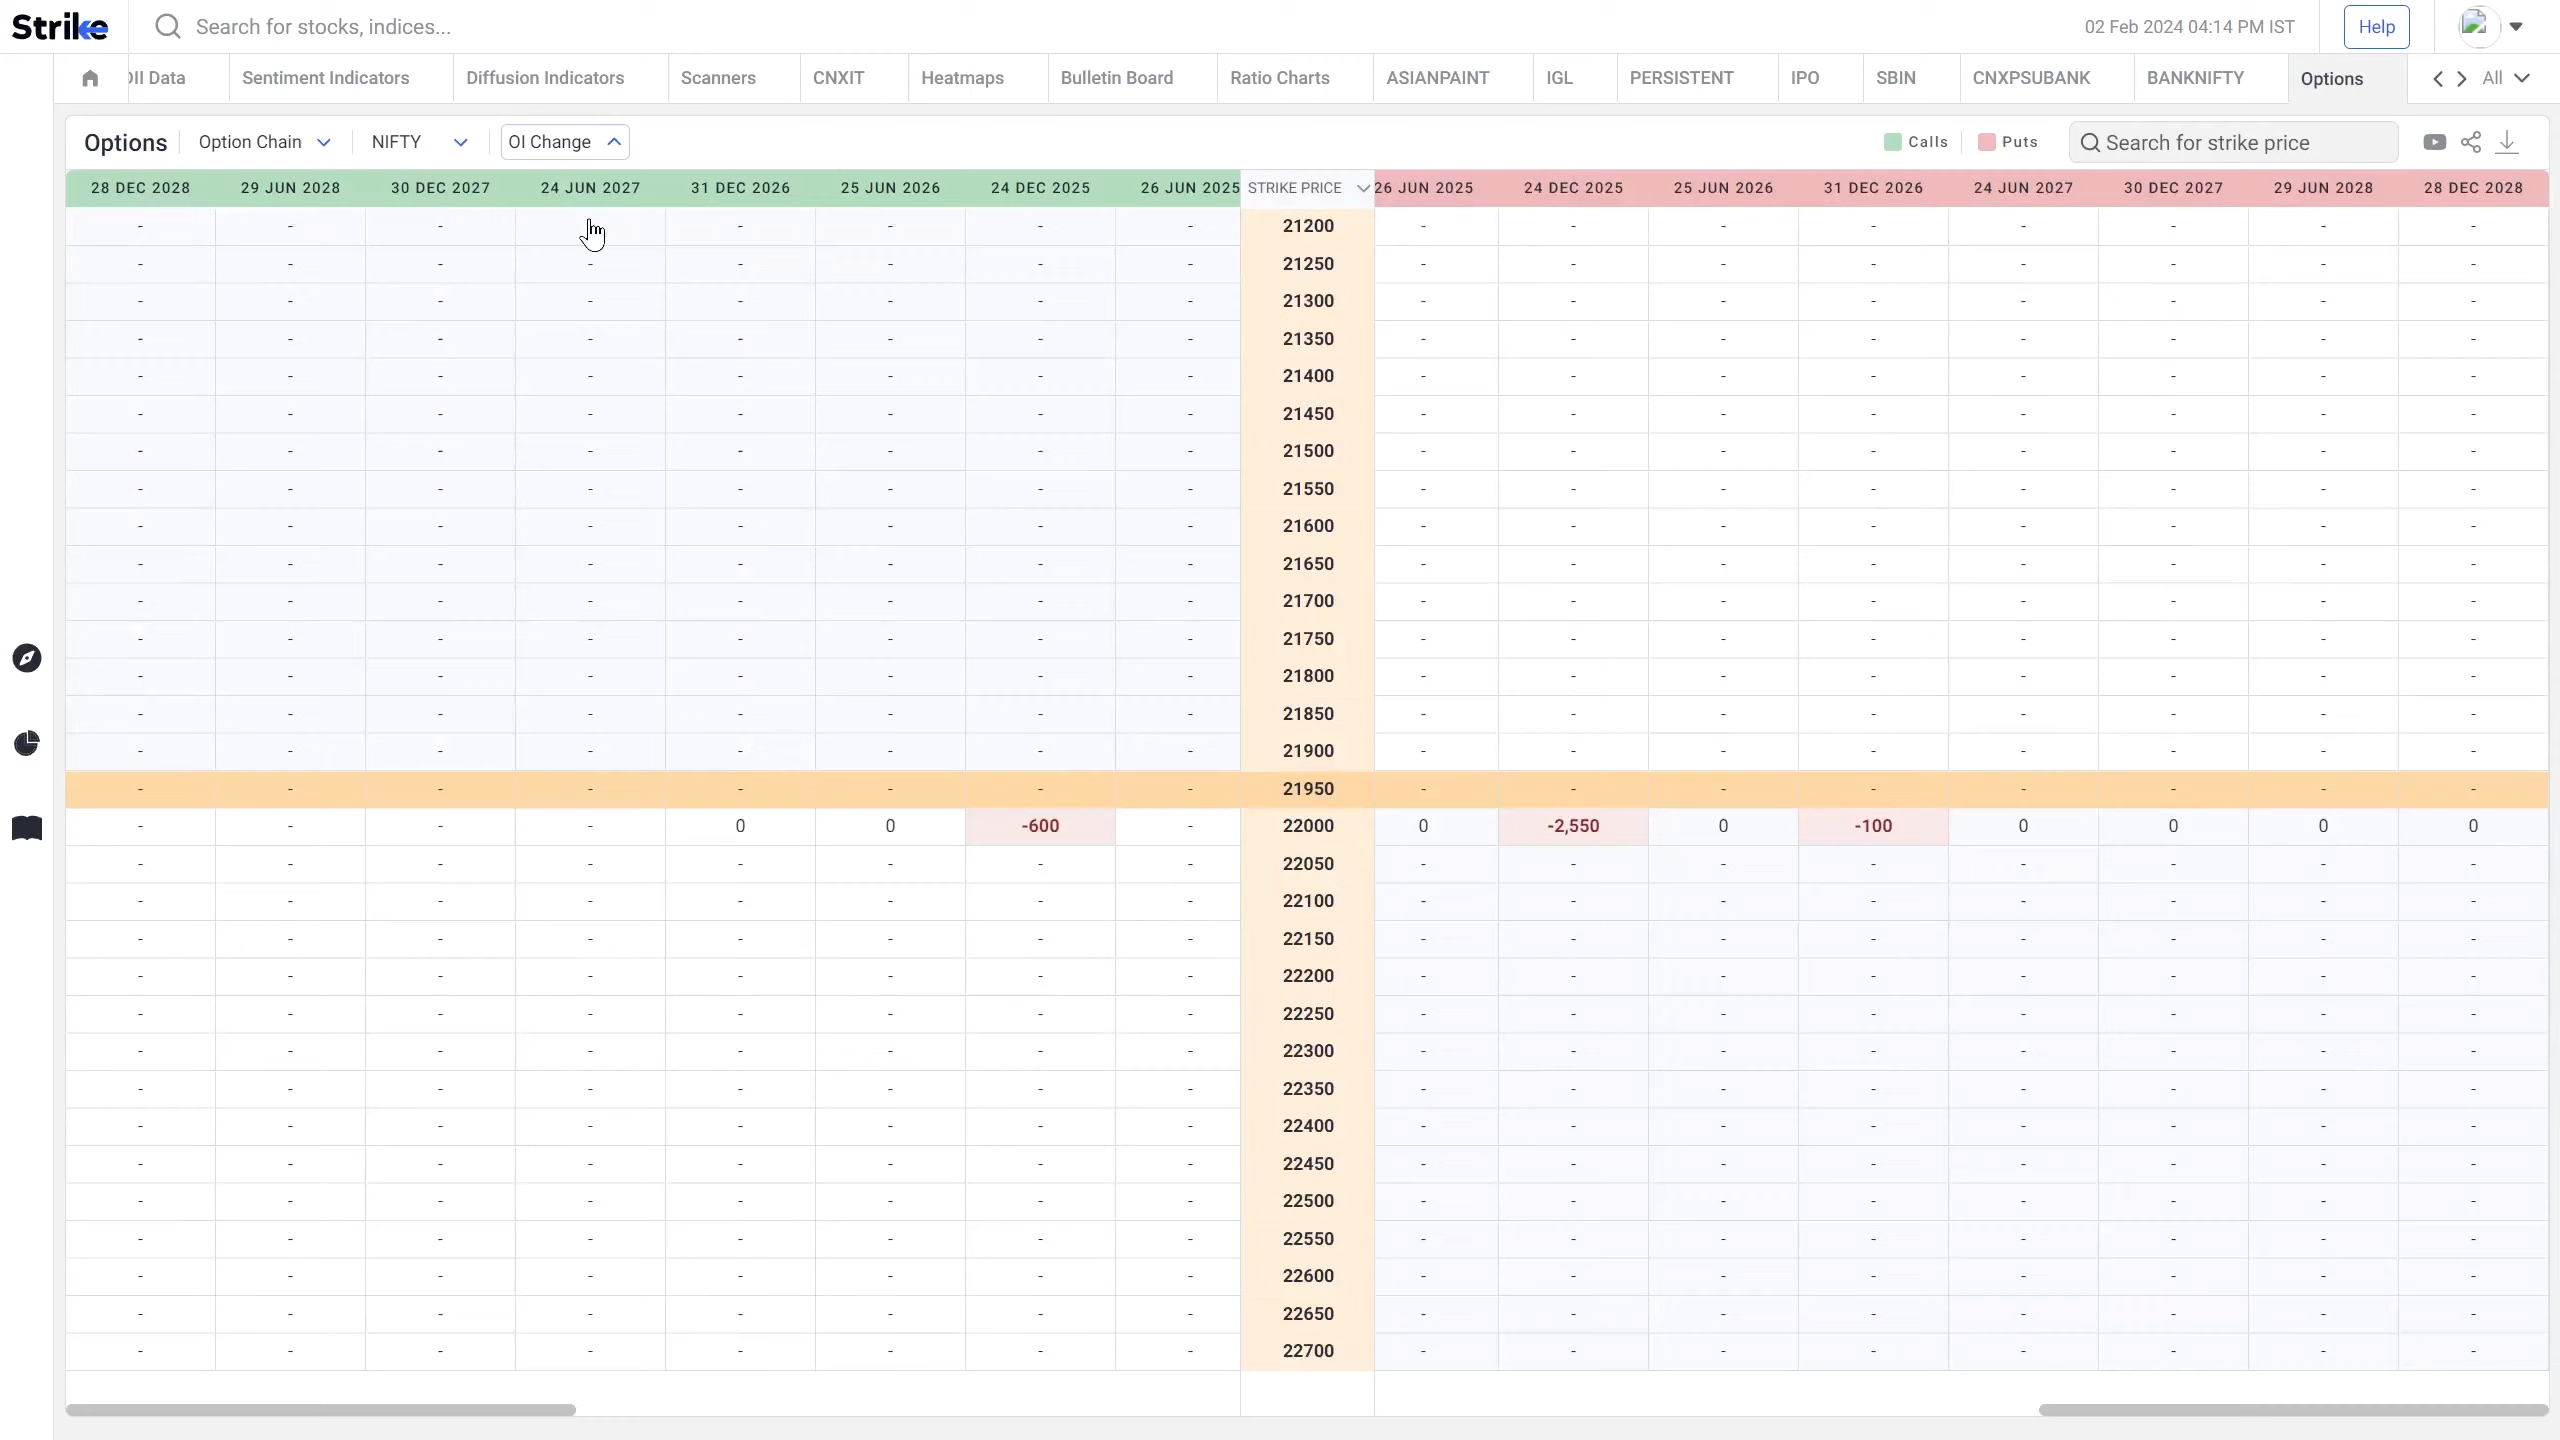 Strike Search for stocks, indices... 02 Feb 2024 04:14 PM IST Help
DII Data Sentiment Indicators Diffusion Indicators Scanners CNXIT Heatmaps Bulletin Board Ratio Charts ASIANPAINT IGL PERSISTENT IPO SBIN CNXPSUBANK BANKNIFTY Options All
Options Option Chain NIFTY OI Change Calls Puts Search for strike price
28 DEC 2028 29 JUN 2028 30 DEC 2027 24 JUN 2027 31 DEC 2026 25 JUN 2026 24 DEC 2025 26 JUN 2025 STRIKE PRICE 26 JUN 2025 24 DEC 2025 25 JUN 2026 31 DEC 2026 24 JUN 2027 30 DEC 2027 29 JUN 2028 28 DEC 2028
- - - - - - - - 21200 - - - - - - - -
- - - - - - - - 21250 - - - - - - - -
- - - - - - - - 21300 - - - - - - - -
- - - - - - - - 21350 - - - - - - - -
- - - - - - - - 21400 - - - - - - - -
- - - - - - - - 21450 - - - - - - - -
- - - - - - - - 21500 - - - - - - - -
- - - - - - - - 21550 - - - - - - - -
- - - - - - - - 21600 - - - - - - - -
- - - - - - - - 21650 - - - - - - - -
- - - - - - - - 21700 - - - - - - - -
- - - - - - - - 21750 - - - - - - - -
- - - - - - - - 21800 - - - - - - - -
- - - - - - - - 21850 - - - - - - - -
- - - - - - - - 21900 - - - - - - - -
- - - - - - - - 21950 - - - - - - - -
- - - - 0 0 -600 - 22000 0 -2,550 0 -100 0 0 0 0
- - - - - - - - 22050 - - - - - - - -
- - - - - - - - 22100 - - - - - - - -
- - - - - - - - 22150 - - - - - - - -
- - - - - - - - 22200 - - - - - - - -
- - - - - - - - 22250 - - - - - - - -
- - - - - - - - 22300 - - - - - - - -
- - - - - - - - 22350 - - - - - - - -
- - - - - - - - 22400 - - - - - - - -
- - - - - - - - 22450 - - - - - - - -
- - - - - - - - 22500 - - - - - - - -
- - - - - - - - 22550 - - - - - - - -
- - - - - - - - 22600 - - - - - - - -
- - - - - - - - 22650 - - - - - - - -
- - - - - - - - 22700 - - - - - - - -